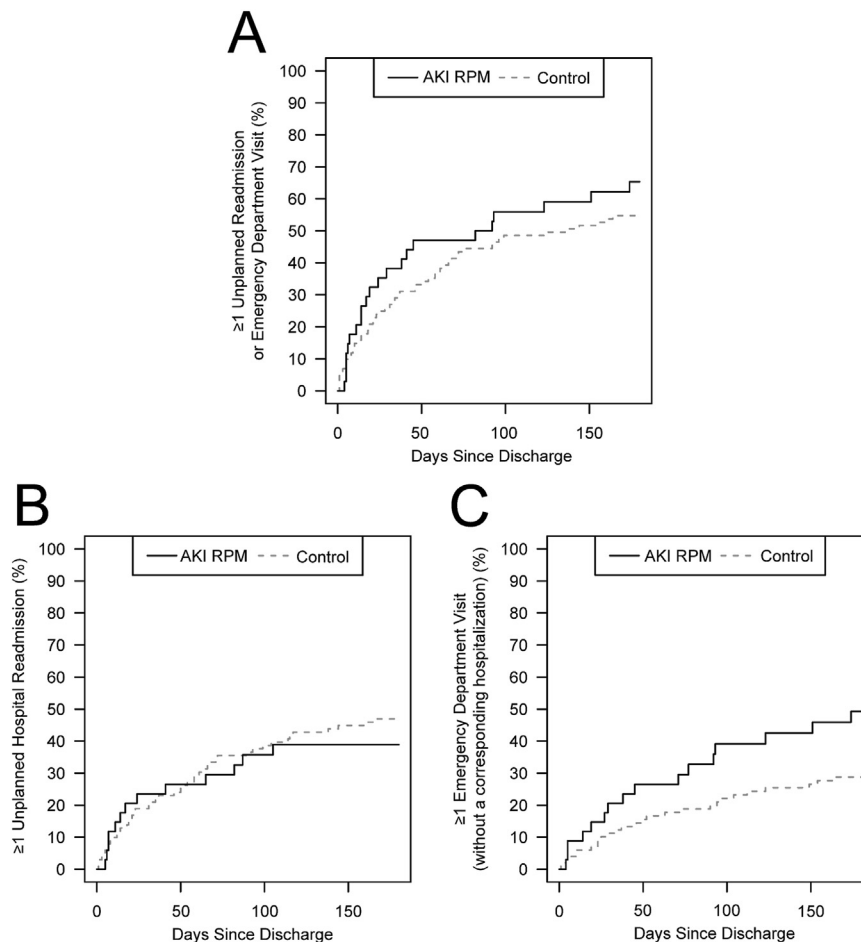 A
AKI RPM Control
≥1 Unplanned Readmission
or Emergency Department Visit (%)
100
90
80
70
60
50
40
30
20
10
0
0 50 100 150
Days Since Discharge
B
AKI RPM Control
≥1 Unplanned Hospital Readmission (%)
100
90
80
70
60
50
40
30
20
10
0
0 50 100 150
Days Since Discharge
C
AKI RPM Control
≥1 Emergency Department Visit
(without a corresponding hospitalization) (%)
100
90
80
70
60
50
40
30
20
10
0
0 50 100 150
Days Since Discharge